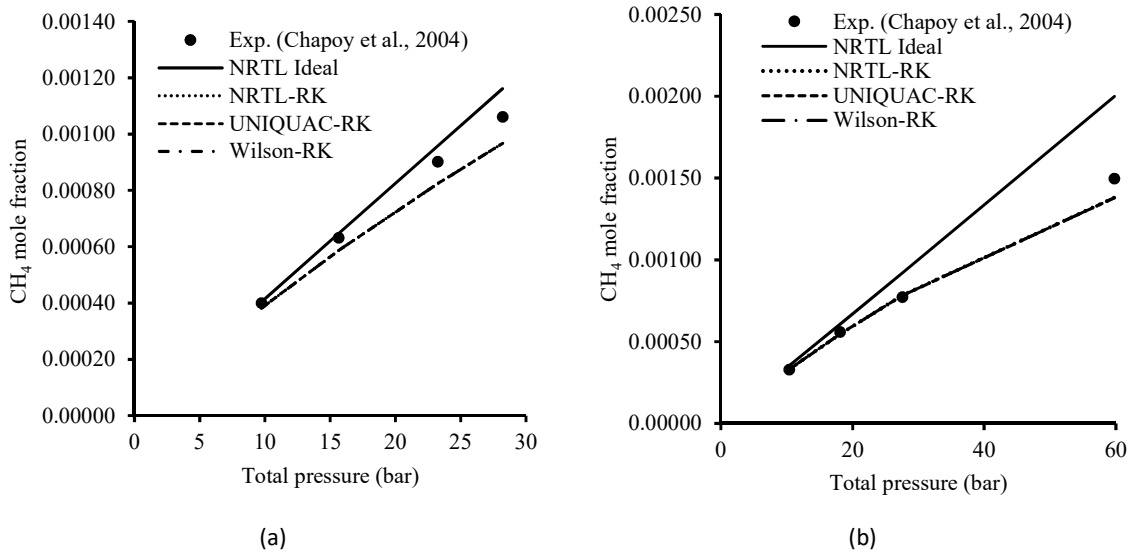 0.00140
0.00120
0.00100
0.00080
0.00060
0.00040
0.00020
0.00000
CH4 mole fraction
Exp. (Chapoy et al., 2004)
NRTL Ideal
NRTL-RK
UNIQUAC-RK
Wilson-RK
0 5 10 15 20 25 30
Total pressure (bar)
(a)
0.00250
0.00200
0.00150
0.00100
0.00050
0.00000
CH4 mole fraction
Exp. (Chapoy et al., 2004)
NRTL Ideal
NRTL-RK
UNIQUAC-RK
Wilson-RK
0 20 40 60
Total pressure (bar)
(b)